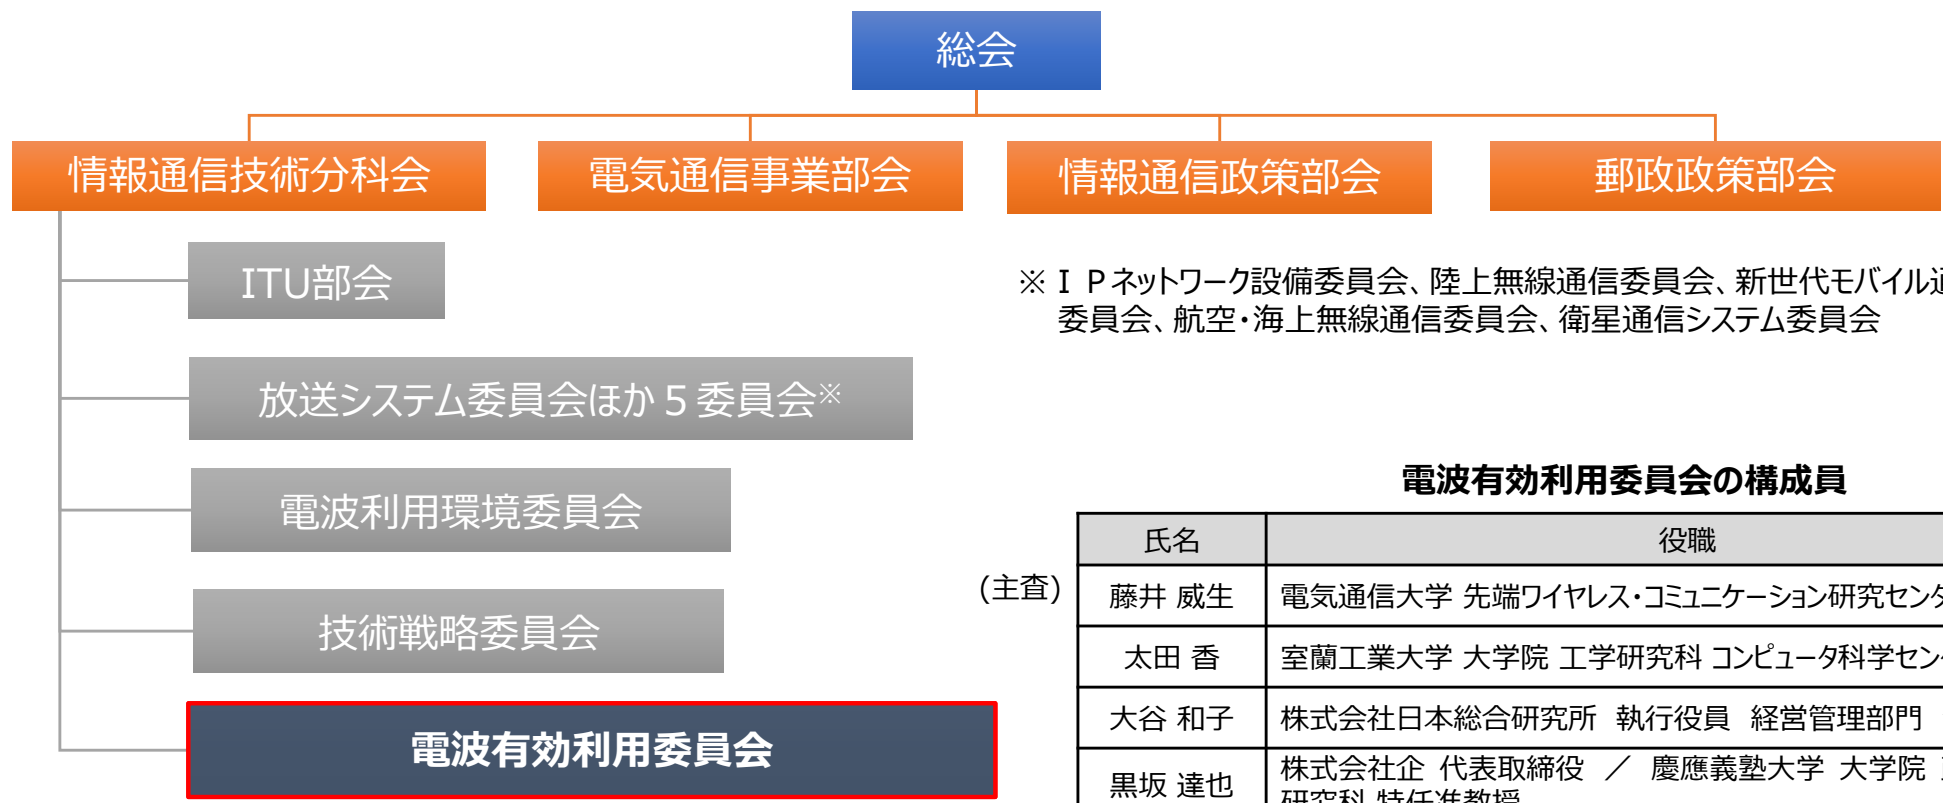 総会
情報通信技術分科会
電気通信事業部会
情報通信政策部会
郵政政策部会
ITU部会
放送システム委員会ほか５委員会※
電波利用環境委員会
技術戦略委員会
電波有効利用委員会
※ＩＰネットワーク設備委員会、陸上無線通信委員会、新世代モバイル通
委員会、航空・海上無線通信委員会、衛星通信システム委員会
電波有効利用委員会の構成員
氏名 役職
(主査) 藤井 威生 電気通信大学 先端ワイヤレス・コミュニケーション研究セン
太田 香 室蘭工業大学 大学院 工学研究科 コンピュータ科学セン
大谷 和子 株式会社日本総合研究所 執行役員 経営管理部門
黒坂 達也 株式会社企 代表取締役 ／ 慶應義塾大学 大学院
研究科 特任准教授